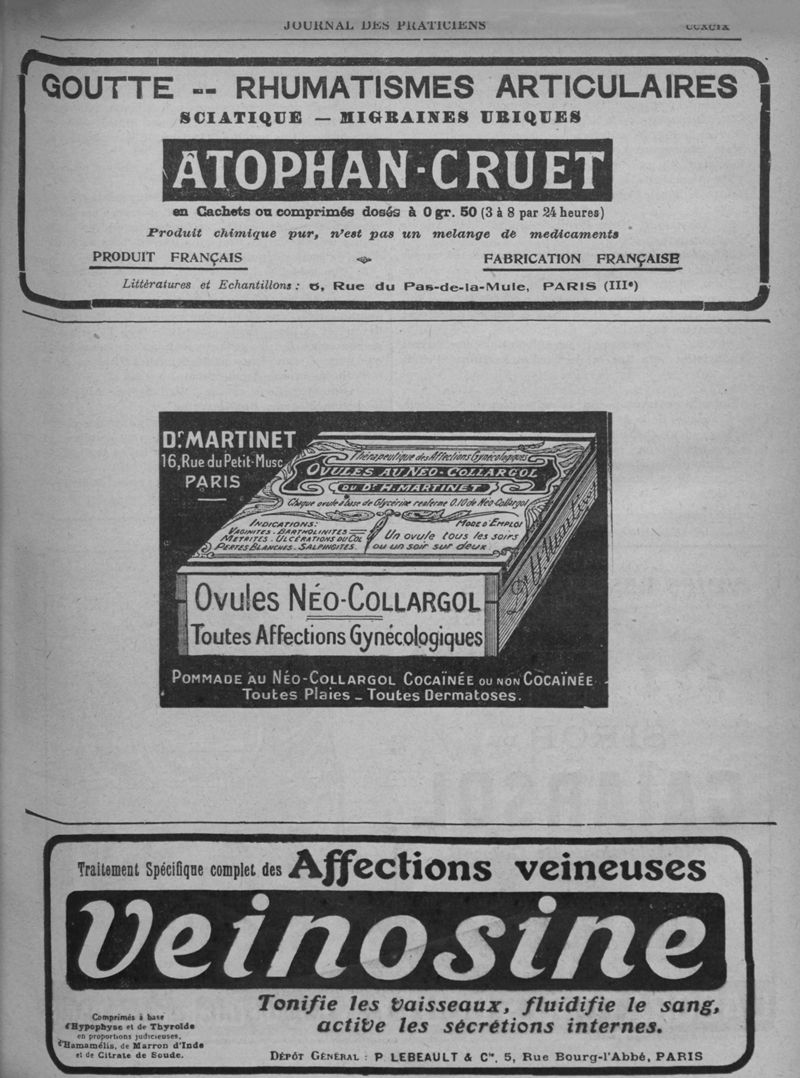 JOURNAL DES PRATICIENS
GOUTTE -- RHUMATISMES ARTICULAIRES
SCIATIQUE — MIGRAINES URIQUES
ATOPHAN-CRUET
en Cachets ou comprimés dosés à 0 gr. 50 (3 à 8 par 24 heures)
Produit chimique pur, n'est pas un melange de medicaments
PRODUIT FRANÇAIS
FABRICATION FRANÇAISE
Littératures et Echantillons : 6, Rue du Pas-de-la-Mule, PARIS (IIIe)
Dr. MARTINET
16, Rue du Petit-Musc
PARIS
Thérapeutique des Affections Gynécologiques
OVULES AU NÉO-COLLARGOL
DU Dr. H. MARTINET
Chaque ovule à base de Glycérine renferme 0.10 de Néo-Collargol
INDICATIONS:
VAGINITES - BARTHOLINITES
METRITES - ULCÉRATIONS DU COL
PERTES BLANCHES - SALPINGITES
MODE D'EMPLOI
Un ovule tous les soirs
ou un soir sur deux.
Dr H. Martinet
Ovules NÉO-COLLARGOL
Toutes Affections Gynécologiques
POMMADE AU NÉO-COLLARGOL COCAÏNÉE OU NON COCAÏNÉE
Toutes Plaies - Toutes Dermatoses.
Traitement Spécifique complet des Affections veineuses
Veinosine
Comprimés à base
d'Hypophyse et de Thyroïde
en proportions judicieuses,
d'Hamamélis, de Marron d'Inde
et de Citrate de Soude.
Tonifie les vaisseaux, fluidifie le sang,
active les sécrétions internes.
DÉPÔT GÉNÉRAL : P LEBEAULT & Cie, 5, Rue Bourg-l'Abbé, PARIS